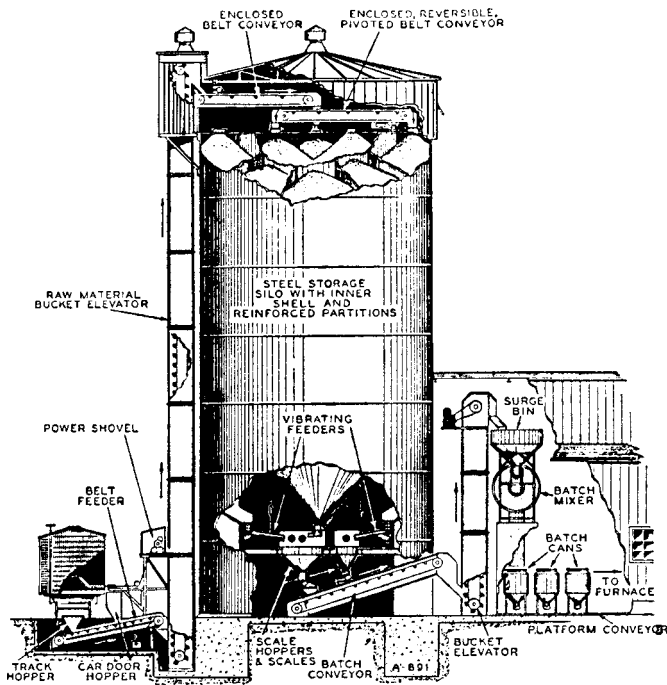 ENCLOSED
BELT CONVEYOR
ENCLOSED, REVERSIBLE,
PIVOTED BELT CONVEYOR
STEEL STORAGE
SILO WITH INNER
SHELL AND
REINFORCED PARTITIONS
RAW MATERIAL
BUCKET ELEVATOR
POWER SHOVEL
VIBRATING
FEEDERS
SURGE
BIN
BELT
FEEDER
BATCH
MIXER
BATCH
CANS
TO
FURNACE
PLATFORM CONVEYOR
TRACK
HOPPER
CAR DOOR
HOPPER
SCALE
HOPPERS
& SCALES
BATCH
CONVEYOR
A-891
BUCKET
ELEVATOR